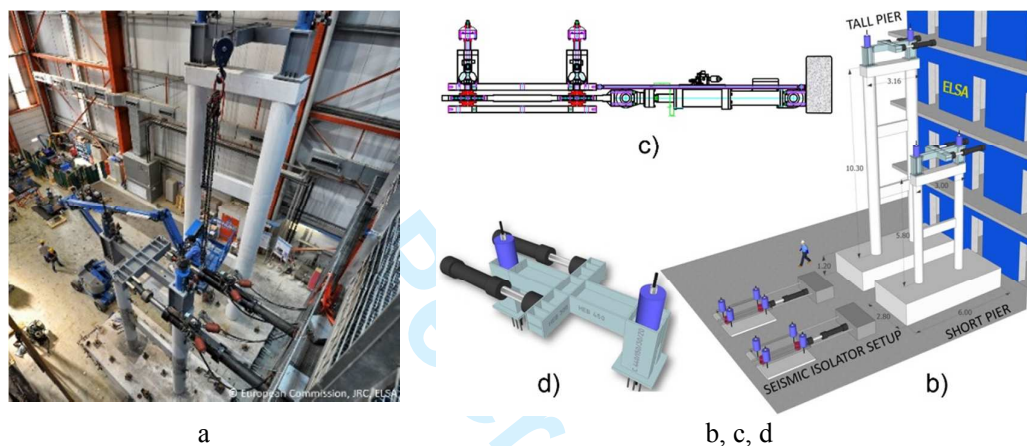 © European Commission, JRC/ELSA
a
c)
d)
TALL PIER
3.16
ELSA
10.30
3.00
5.80
1.20
2.80
6.00
SHORT PIER
SEISMIC ISOLATOR SETUP
b)
b, c, d